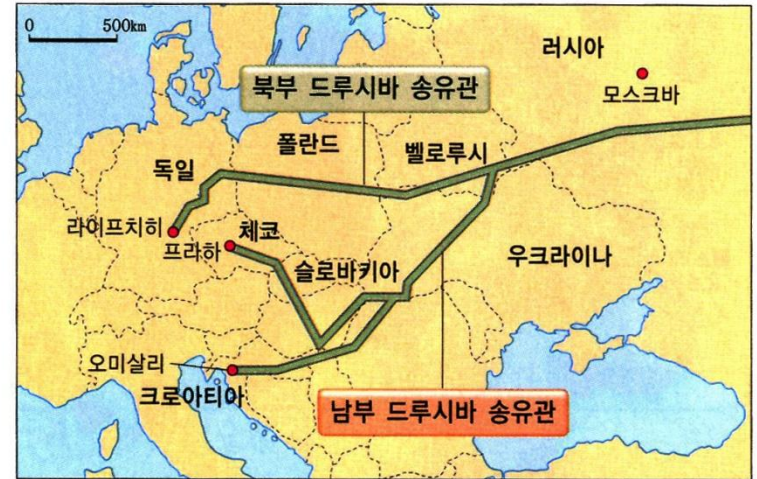 0 500km
러시아
모스크바
북부 드루시바 송유관
폴란드
벨로루시
독일
라이프치히
체코
프라하
슬로바키아
우크라이나
오미살리
크로아티아
남부 드루시바 송유관